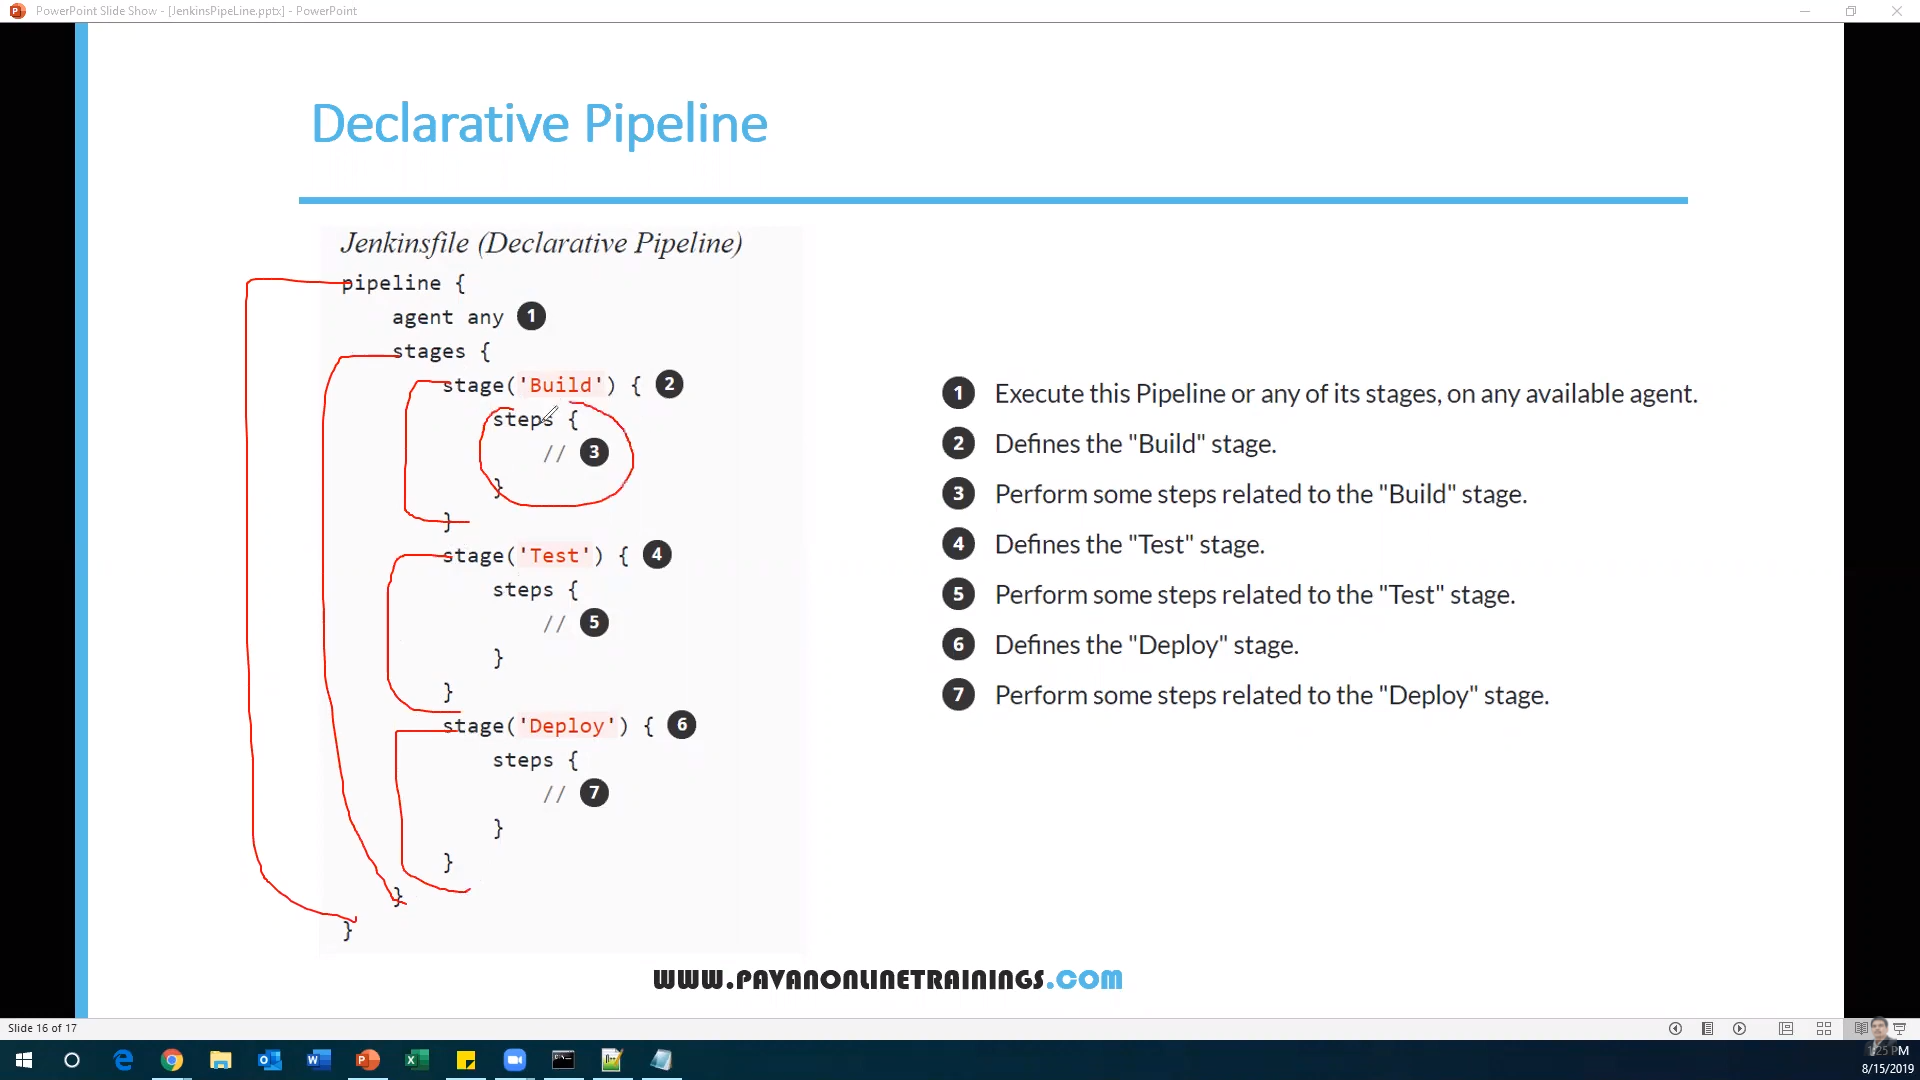 PowerPoint Slide Show - [JenkinsPipeLine.pptx] - PowerPoint
Declarative Pipeline
Jenkinsfile (Declarative Pipeline)
pipeline {
agent any 1
stages {
stage('Build') { 2
steps {
// 3
}
}
stage('Test') { 4
steps {
// 5
}
}
stage('Deploy') { 6
steps {
// 7
}
}
}
}
1 Execute this Pipeline or any of its stages, on any available agent.
2 Defines the "Build" stage.
3 Perform some steps related to the "Build" stage.
4 Defines the "Test" stage.
5 Perform some steps related to the "Test" stage.
6 Defines the "Deploy" stage.
7 Perform some steps related to the "Deploy" stage.
WWW.PAVANONLINETRAININGS.COM
Slide 16 of 17
1:25 PM
8/15/2019